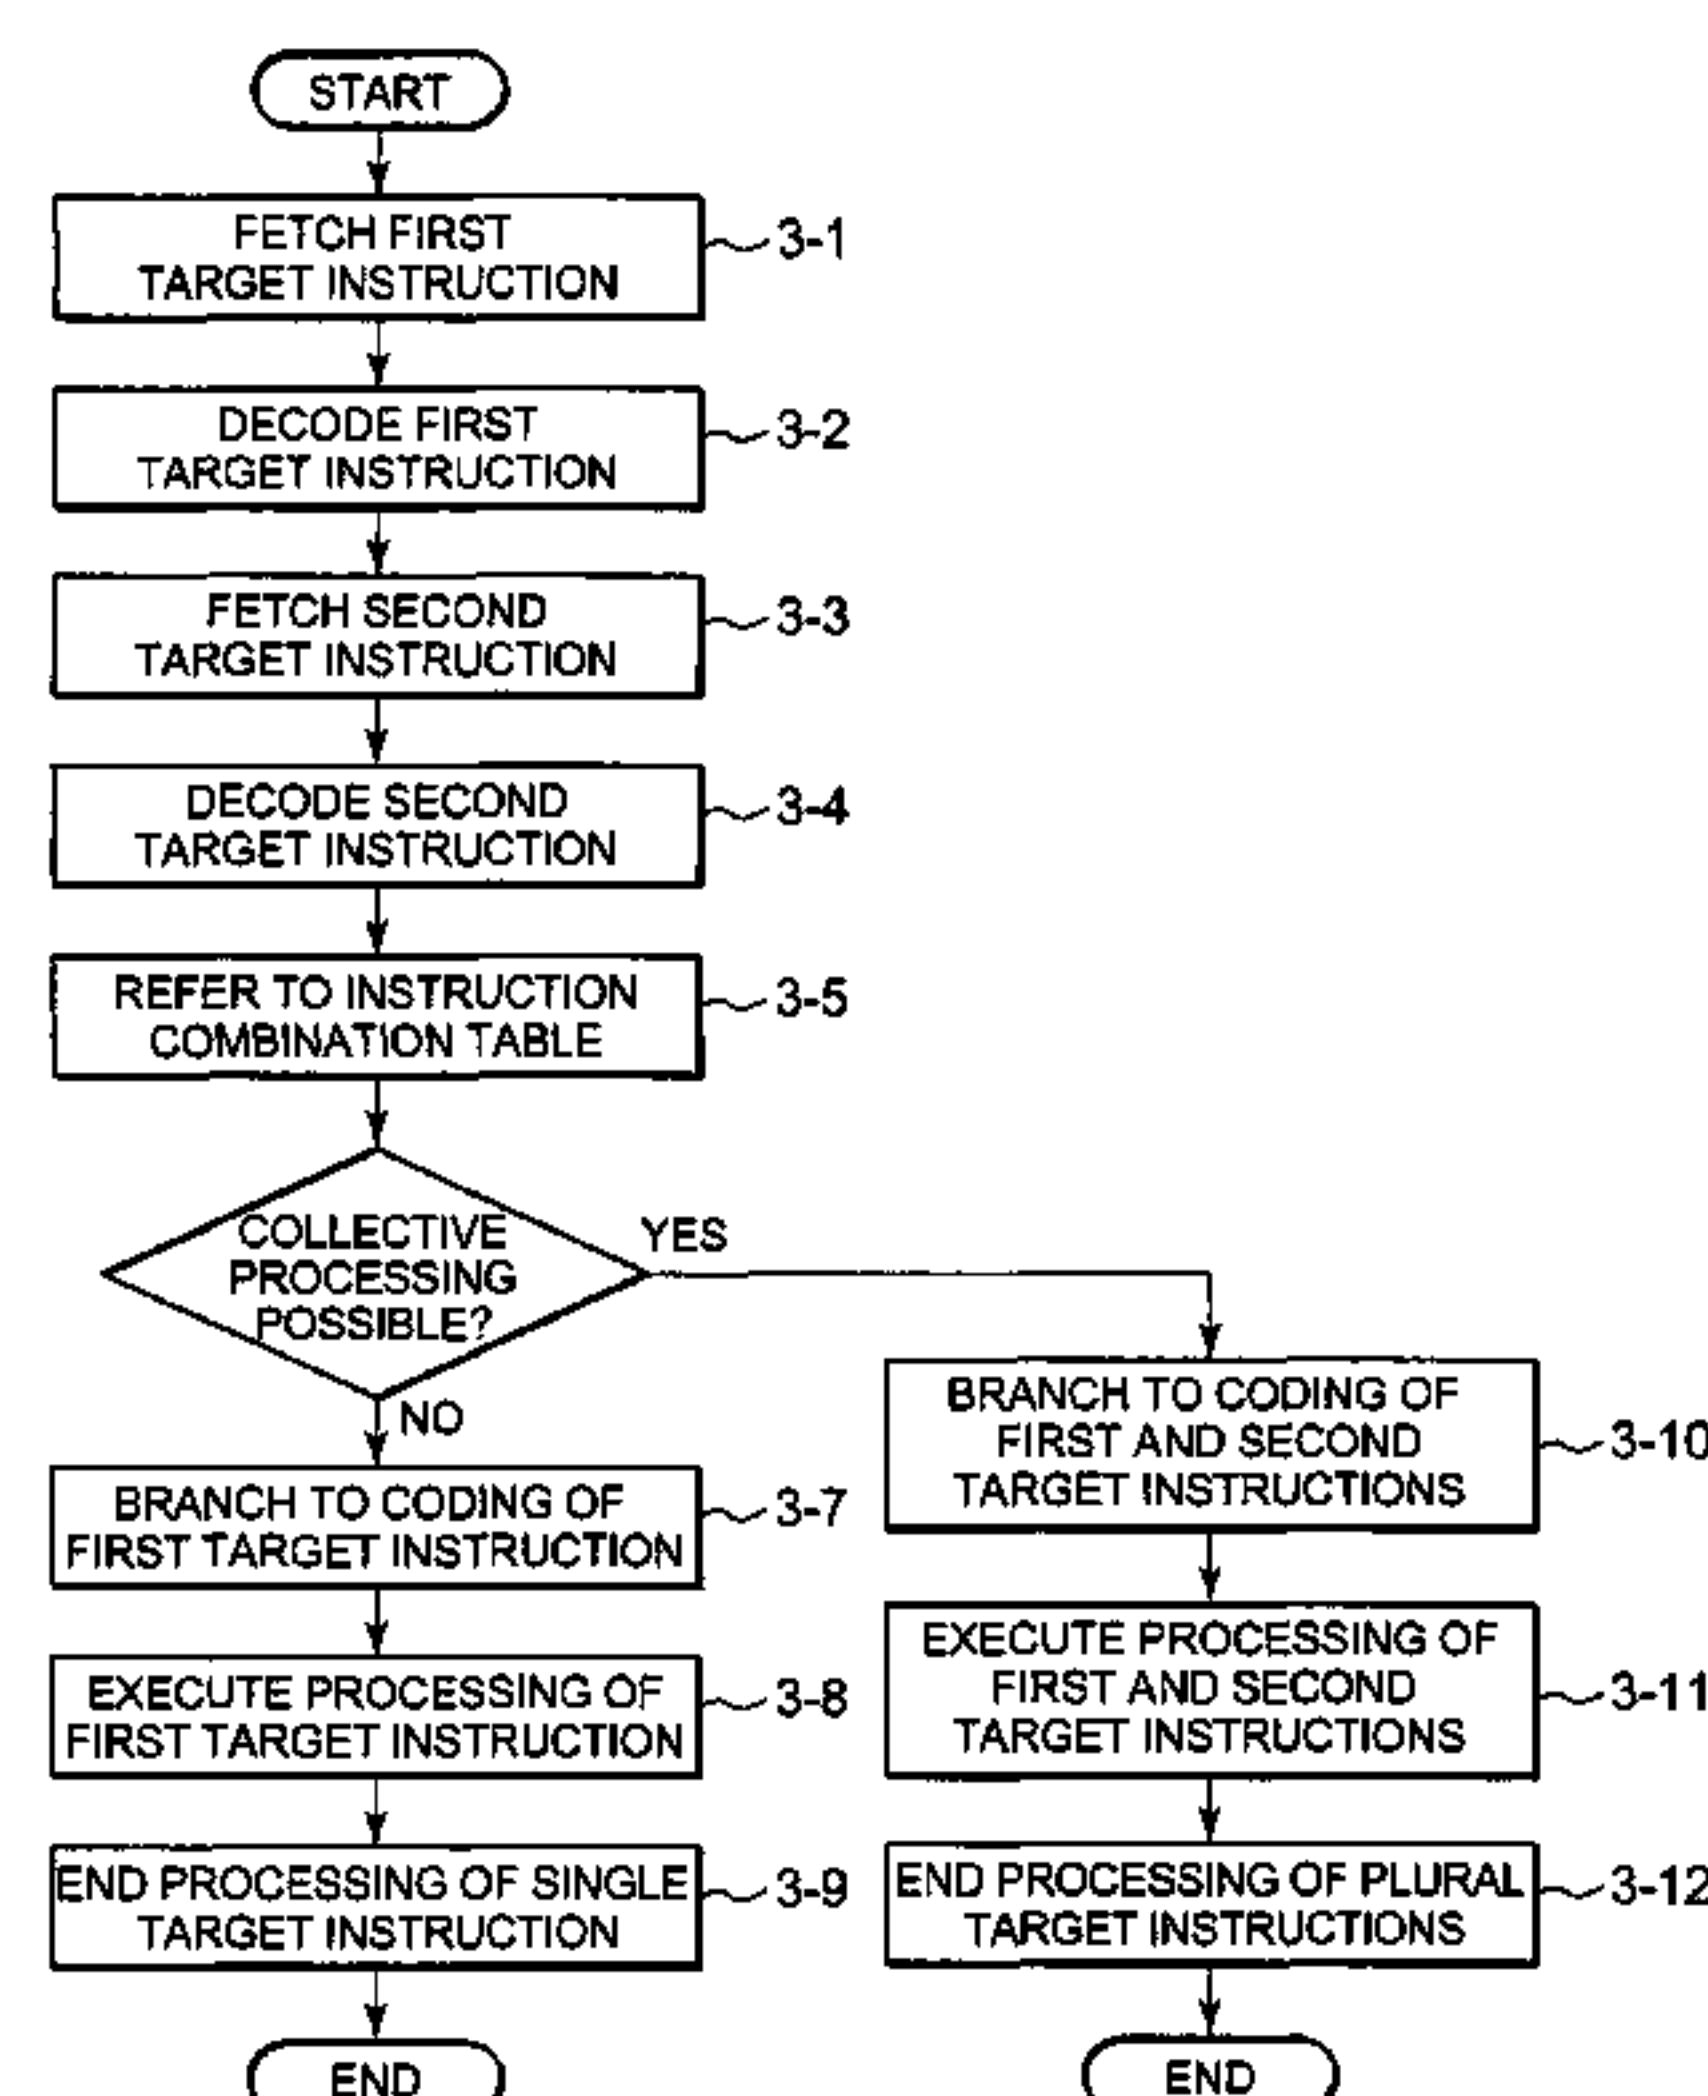 START
FETCH FIRST
TARGET INSTRUCTION
3-1
DECODE FIRST
TARGET INSTRUCTION
3-2
FETCH SECOND
TARGET INSTRUCTION
3-3
DECODE SECOND
TARGET INSTRUCTION
3-4
REFER TO INSTRUCTION
COMBINATION TABLE
3-5
COLLECTIVE
PROCESSING
POSSIBLE?
YES
NO
BRANCH TO CODING OF
FIRST TARGET INSTRUCTION
3-7
EXECUTE PROCESSING OF
FIRST TARGET INSTRUCTION
3-8
END PROCESSING OF SINGLE
TARGET INSTRUCTION
3-9
END
BRANCH TO CODING OF
FIRST AND SECOND
TARGET INSTRUCTIONS
3-10
EXECUTE PROCESSING OF
FIRST AND SECOND
TARGET INSTRUCTIONS
3-11
END PROCESSING OF PLURAL
TARGET INSTRUCTIONS
3-12
END